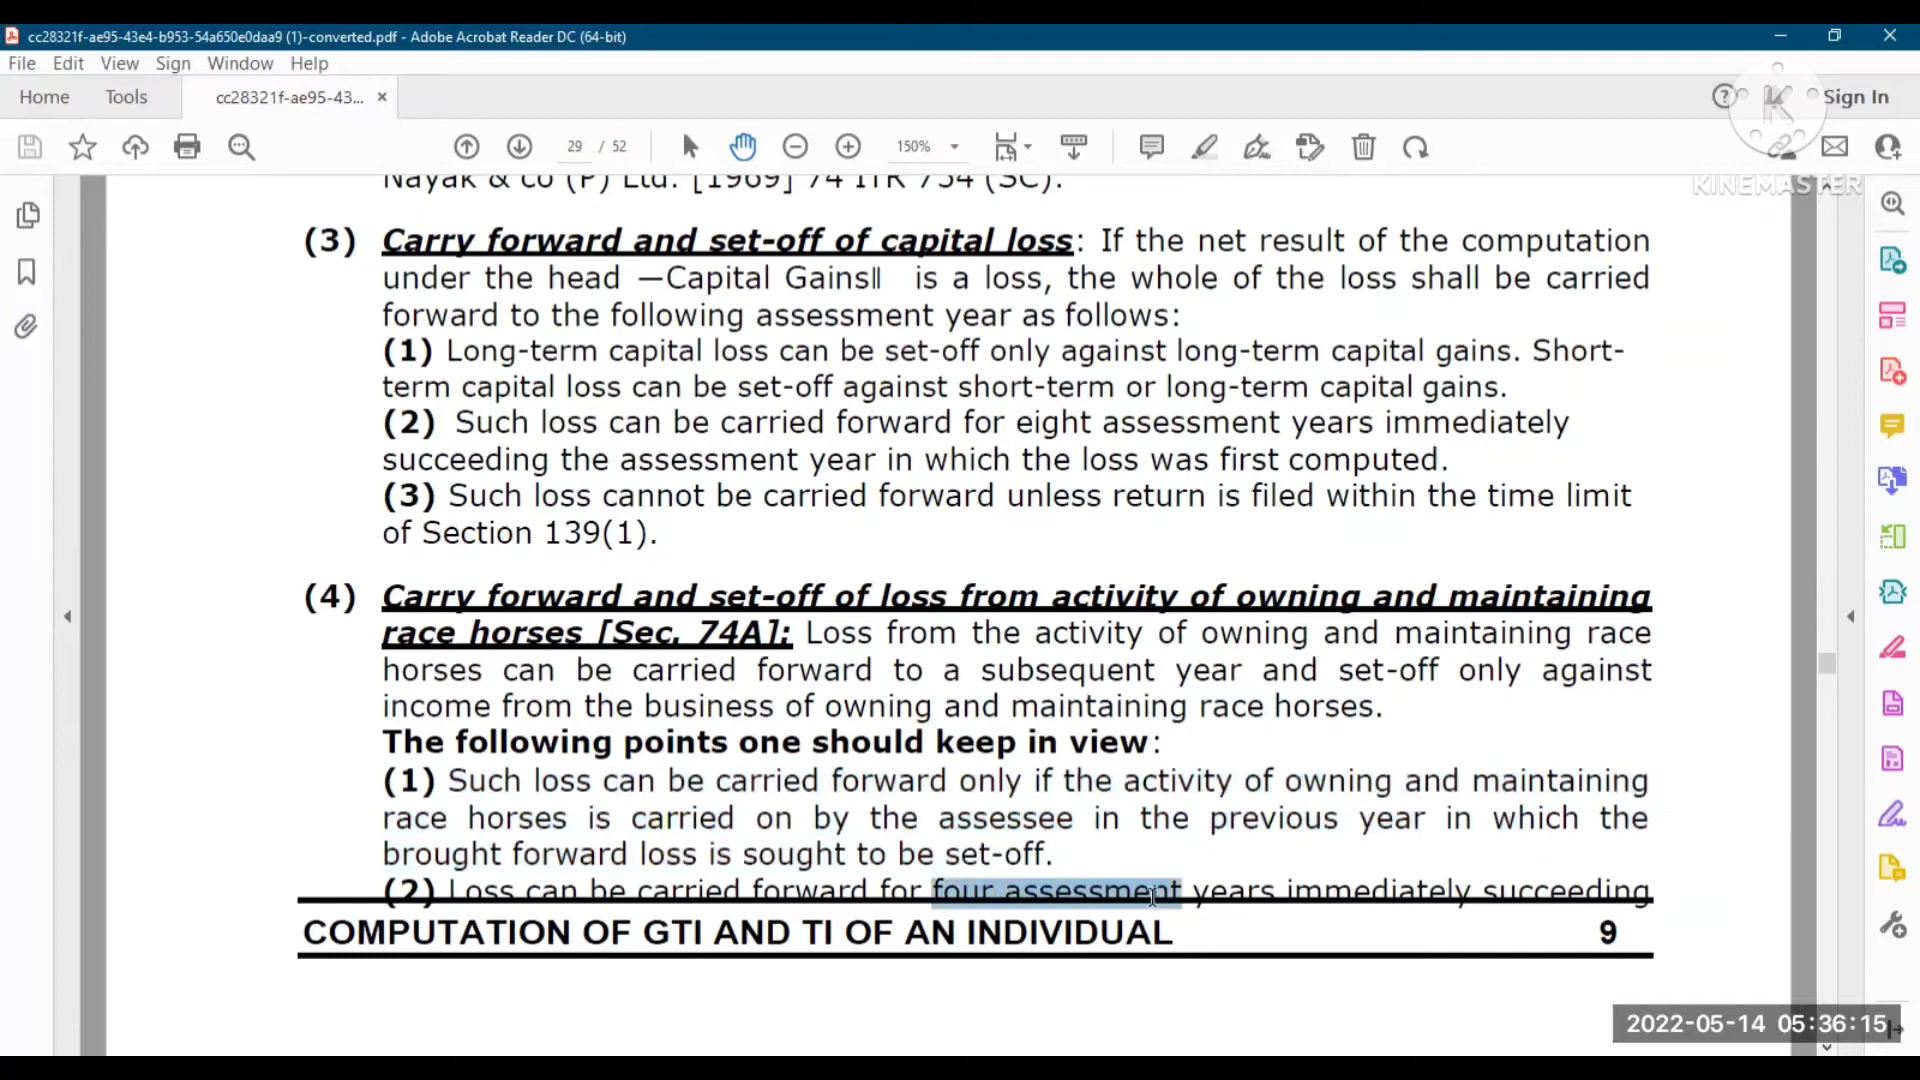 cc28321f-ae95-43e4-b953-54a650e0daa9 (1)-converted.pdf - Adobe Acrobat Reader DC (64-bit)
File Edit View Sign Window Help
Home Tools cc28321f-ae95-43... Sign In
29 / 52 150%
KINEMASTER
Nayak & co (P) Ltd. [1969] 74 ITR 754 (SC).
(3) Carry forward and set-off of capital loss: If the net result of the computation
under the head —Capital Gains‖ is a loss, the whole of the loss shall be carried
forward to the following assessment year as follows:
(1) Long-term capital loss can be set-off only against long-term capital gains. Short-
term capital loss can be set-off against short-term or long-term capital gains.
(2) Such loss can be carried forward for eight assessment years immediately
succeeding the assessment year in which the loss was first computed.
(3) Such loss cannot be carried forward unless return is filed within the time limit
of Section 139(1).
(4) Carry forward and set-off of loss from activity of owning and maintaining
race horses [Sec. 74A]: Loss from the activity of owning and maintaining race
horses can be carried forward to a subsequent year and set-off only against
income from the business of owning and maintaining race horses.
The following points one should keep in view:
(1) Such loss can be carried forward only if the activity of owning and maintaining
race horses is carried on by the assessee in the previous year in which the
brought forward loss is sought to be set-off.
(2) Loss can be carried forward for four assessment years immediately succeeding
COMPUTATION OF GTI AND TI OF AN INDIVIDUAL 9
2022-05-14 05:36:15